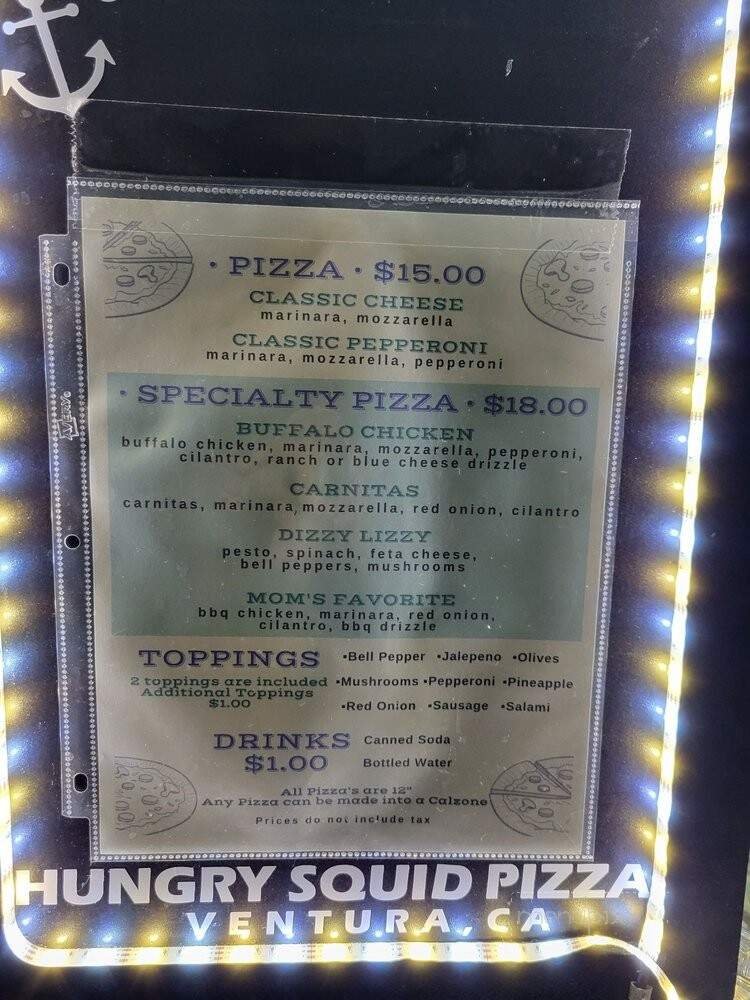 • PIZZA • $15.00
CLASSIC CHEESE
marinara, mozzarella
CLASSIC PEPPERONI
marinara, mozzarella, pepperoni
• SPECIALTY PIZZA • $18.00
BUFFALO CHICKEN
buffalo chicken, marinara, mozzarella, pepperoni,
cilantro, ranch or blue cheese drizzle
CARNITAS
carnitas, marinara, mozzarella, red onion, cilantro
DIZZY LIZZY
pesto, spinach, feta cheese,
bell peppers, mushrooms
MOM'S FAVORITE
bbq chicken, marinara, red onion,
cilantro, bbq drizzle
TOPPINGS
2 toppings are included
Additional Toppings
$1.00
•Bell Pepper •Jalepeno •Olives
•Mushrooms •Pepperoni •Pineapple
•Red Onion •Sausage •Salami
DRINKS
$1.00
Canned Soda
Bottled Water
All Pizza's are 12"
Any Pizza can be made into a Calzone
Prices do not include tax
AVERY
HUNGRY SQUID PIZZA
VENTURA, CA